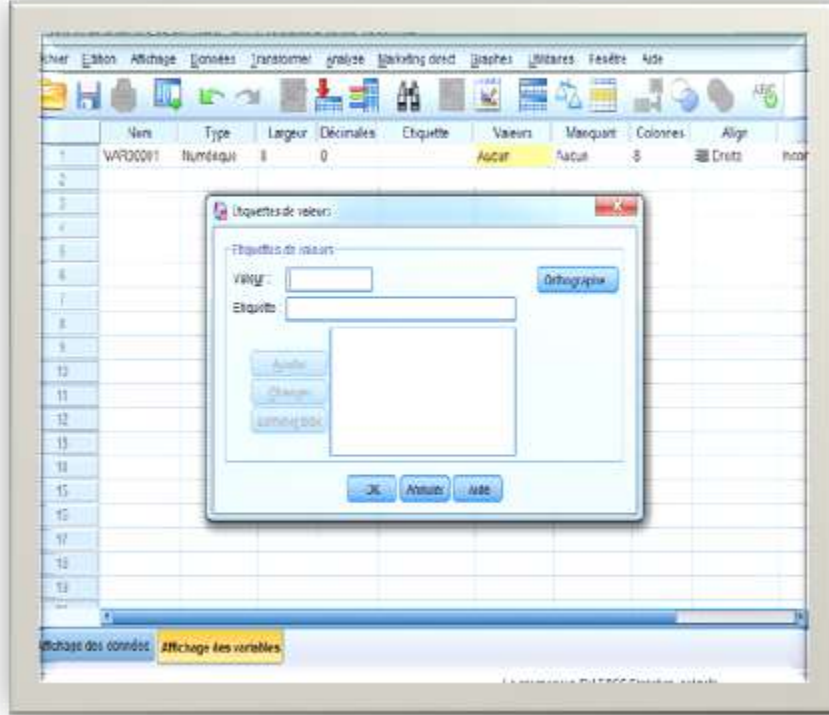 Edition Affichage Données Transformer Analyse Marketing direct Graphes Utilitaires Fenêtre Aide
Nom Type Largeur Décimales Etiquette Valeurs Manquant Colonnes Align
1 VAR00001 Numérique 8 0 Aucun Aucun 8 Droite
2
3
4
5
6
7
8
9
10
11
12
13
14
15
16
17
18
19
Etiquettes de valeurs
Etiquettes de valeurs
Valeur :
Orthographe
Etiquette
Ajouter
Changer
OK Annuler Aide
Affichage des données Affichage des variables